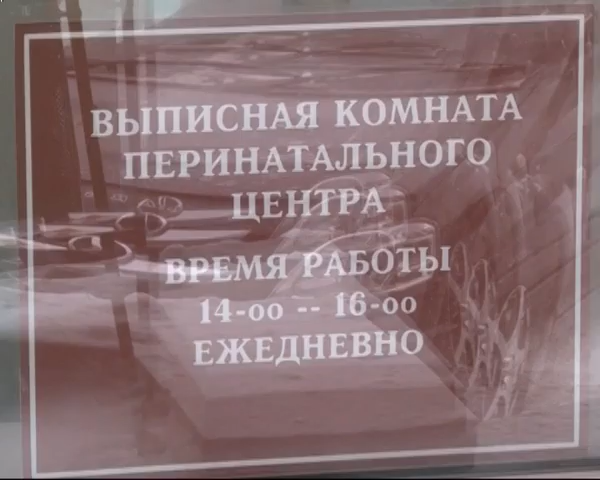 ВЫПИСНАЯ КОМНАТА
ПЕРИНАТАЛЬНОГО
ЦЕНТРА
ВРЕМЯ РАБОТЫ
14-оо -- 16-оо
ЕЖЕДНЕВНО